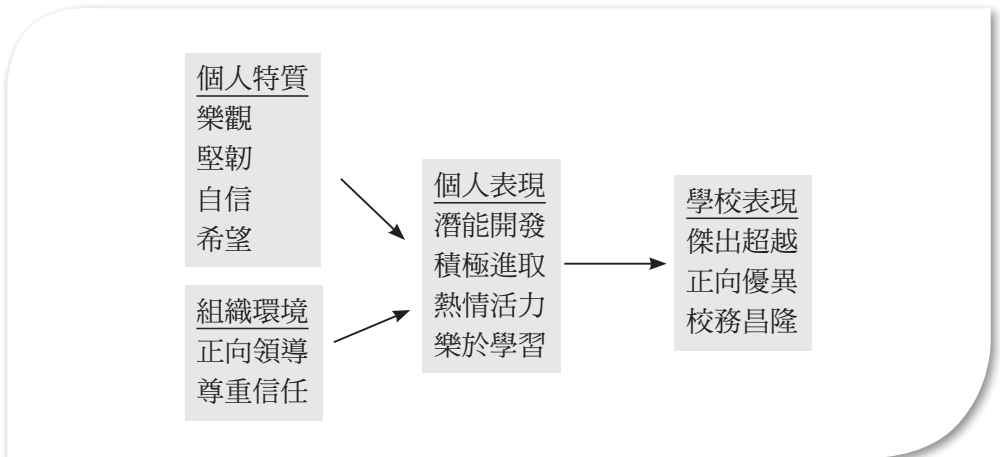 個人特質
樂觀
堅韌
自信
希望
組織環境
正向領導
尊重信任
個人表現
潛能開發
積極進取
熱情活力
樂於學習
學校表現
傑出超越
正向優異
校務昌隆